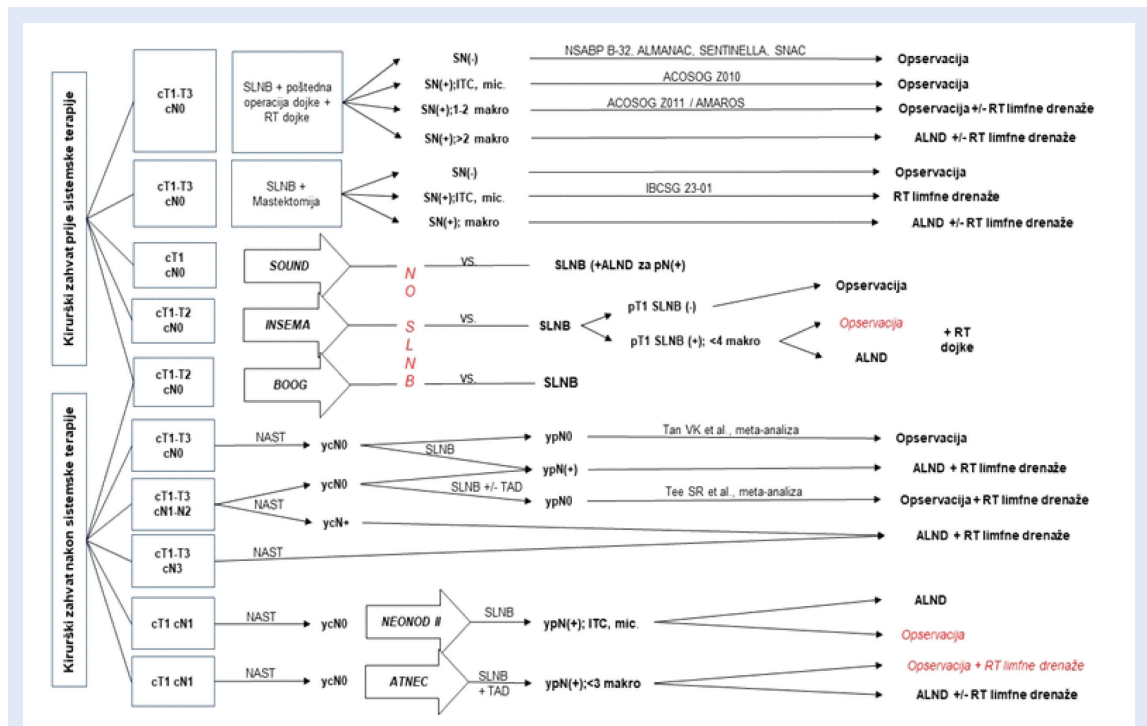 Kirurški zahvat prije sistemske terapije
cT1-T3
cN0
SLNB + poštedna
operacija dojke +
RT dojke
SN(-)
NSABP B-32, ALMANAC, SENTINELLA, SNAC
Opservacija
SN(+);ITC, mic.
ACOSOG Z010
Opservacija
SN(+);1-2 makro
ACOSOG Z011 / AMAROS
Opservacija +/- RT limfne drenaže
SN(+);>2 makro
ALND +/- RT limfne drenaže
cT1-T3
cN0
SLNB +
Mastektomija
SN(-)
Opservacija
SN(+);ITC, mic.
IBCSG 23-01
RT limfne drenaže
SN(+); makro
ALND +/- RT limfne drenaže
cT1
cN0
SOUND
NO SLNB
VS.
SLNB (+ALND za pN(+)
cT1-T2
cN0
INSEMA
VS.
SLNB
pT1 SLNB (-)
Opservacija
pT1 SLNB (+); <4 makro
Opservacija
ALND
+ RT
dojke
cT1-T2
cN0
BOOG
VS.
SLNB
Kirurški zahvat nakon sistemske terapije
cT1-T3
cN0
NAST
ycN0
SLNB
ypN0
Tan VK et al., meta-analiza
Opservacija
ypN(+)
ALND + RT limfne drenaže
cT1-T3
cN1-N2
NAST
ycN0
SLNB +/- TAD
ypN0
Tee SR et al., meta-analiza
Opservacija + RT limfne drenaže
ycN+
ALND + RT limfne drenaže
cT1-T3
cN3
NAST
cT1 cN1
NAST
ycN0
NEONOD II
SLNB
ypN(+); ITC, mic.
ALND
Opservacija
cT1 cN1
NAST
ycN0
ATNEC
SLNB
+ TAD
ypN(+);<3 makro
Opservacija + RT limfne drenaže
ALND +/- RT limfne drenaže